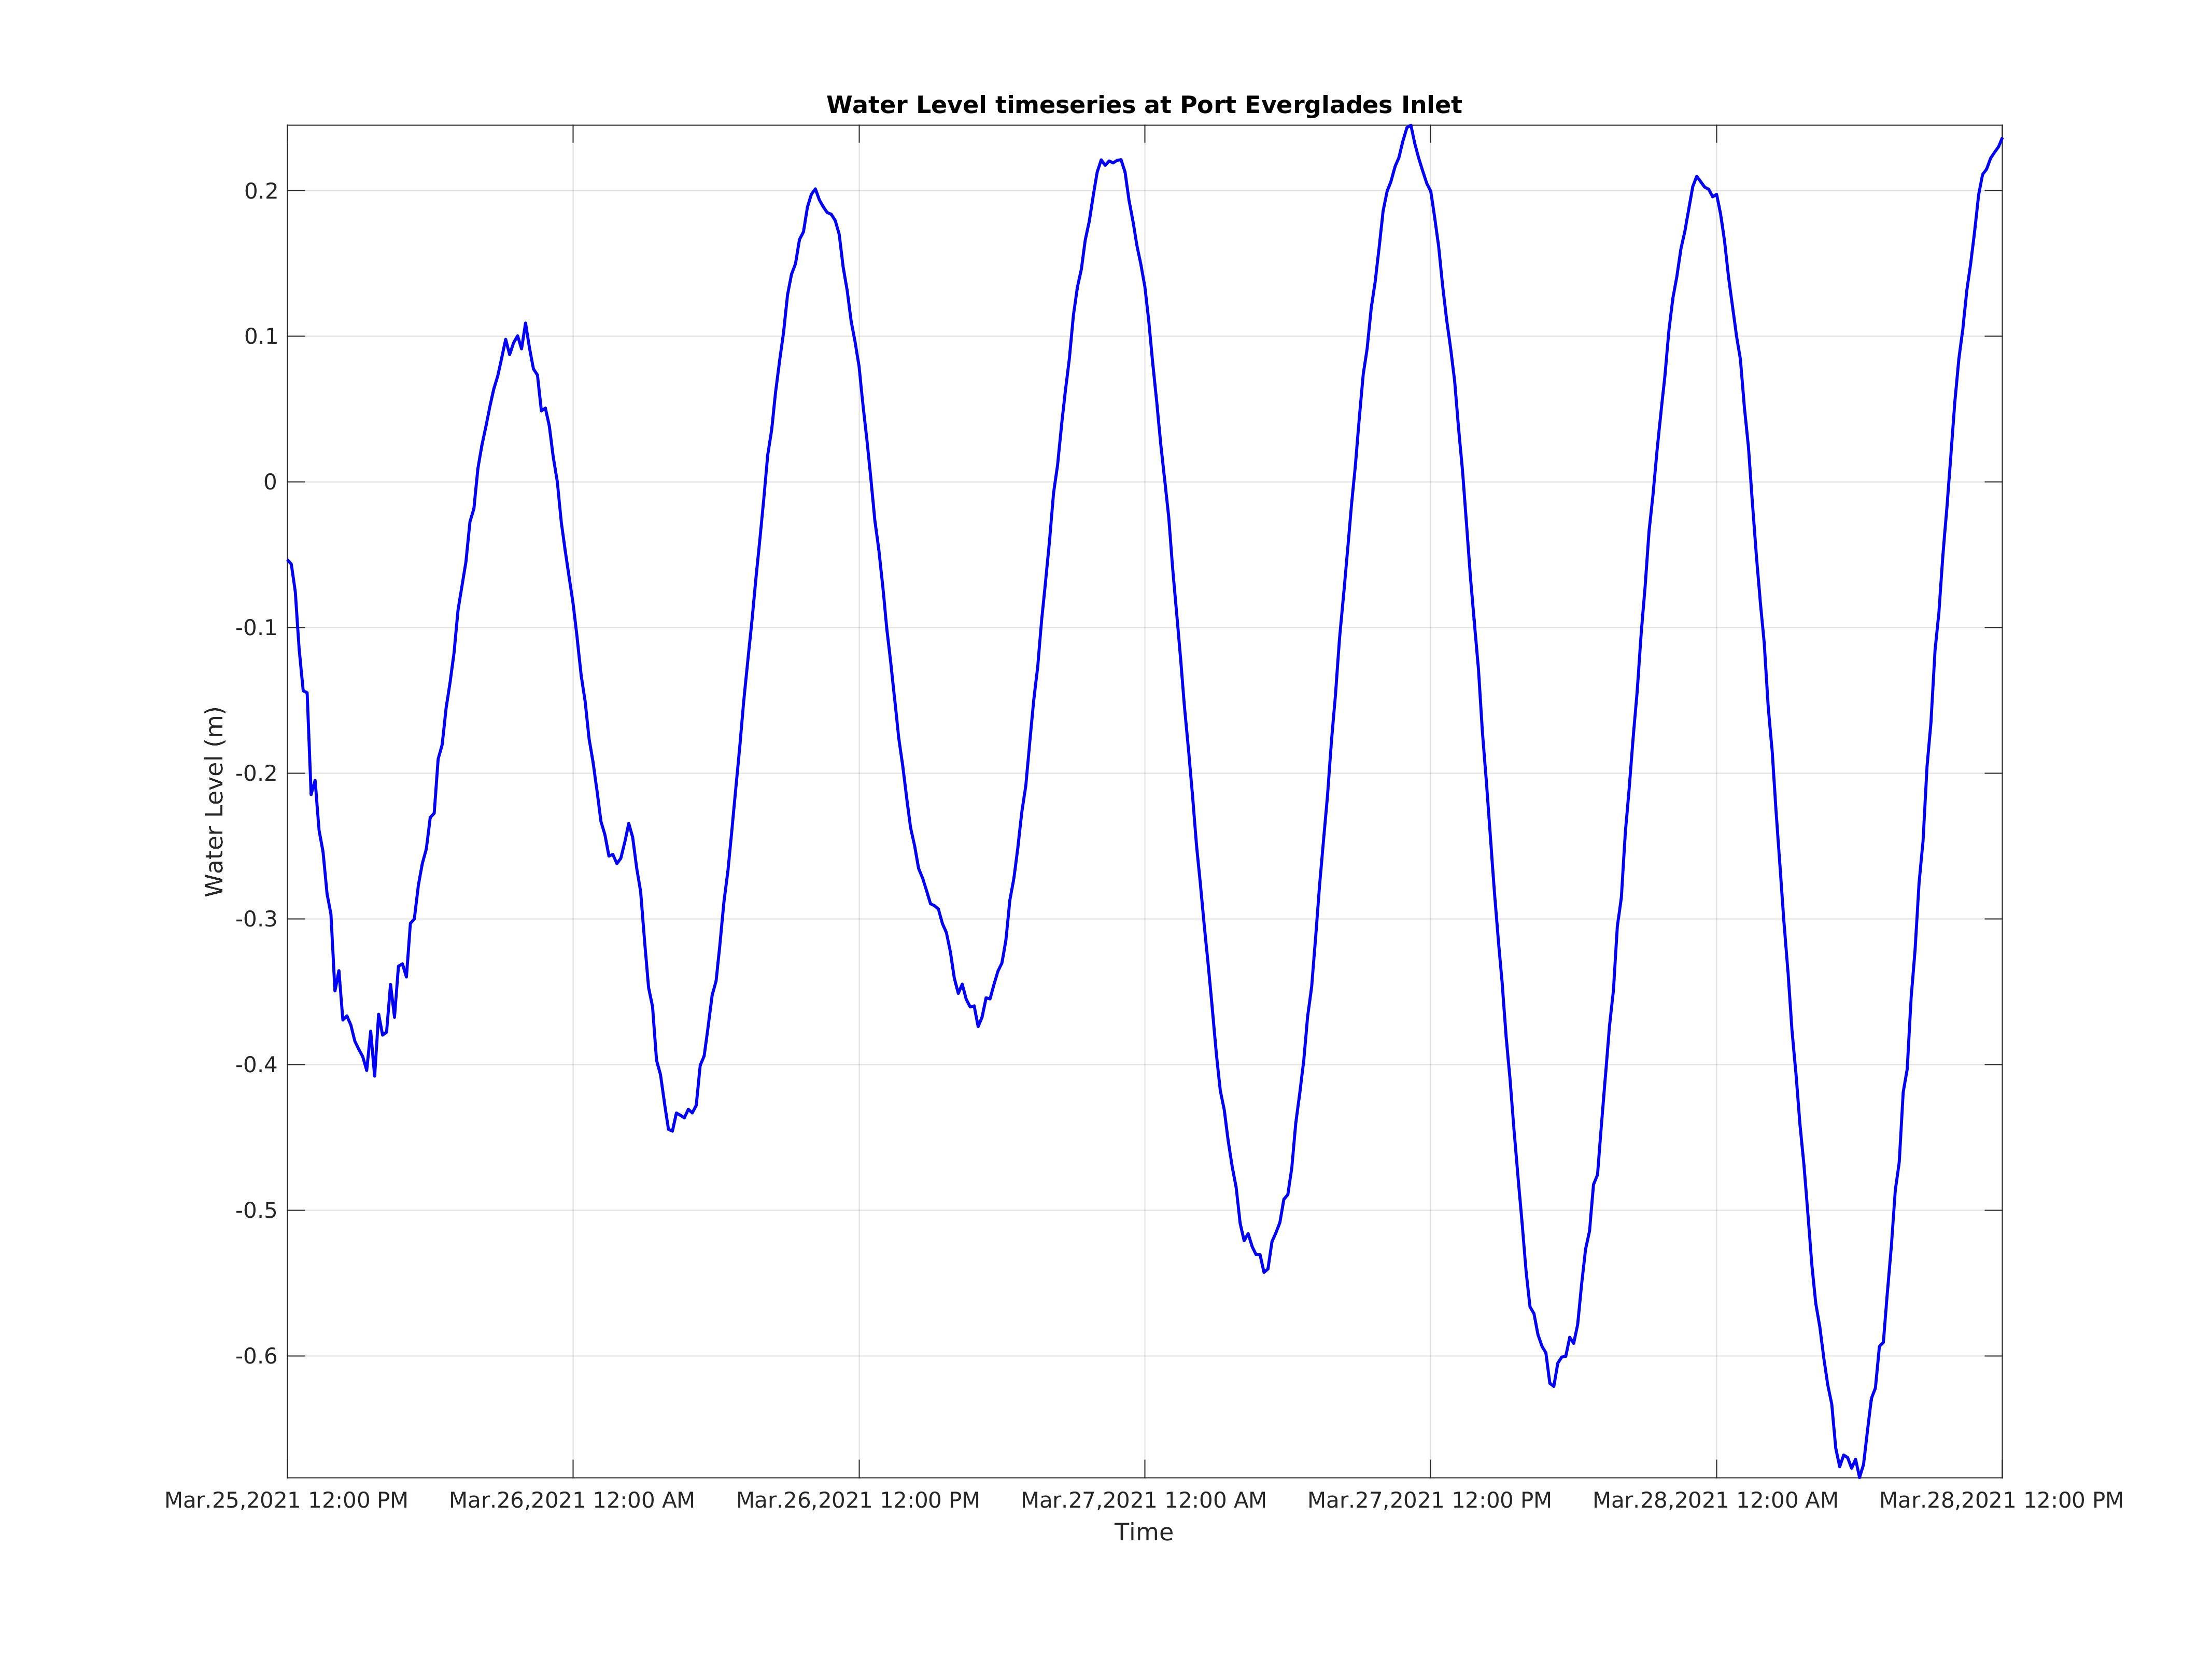 Water Level timeseries at Port Everglades Inlet
0.2
0.1
0
-0.1
-0.2
-0.3
-0.4
-0.5
-0.6
Water Level (m)
Mar.25,2021 12:00 PM Mar.26,2021 12:00 AM Mar.26,2021 12:00 PM Mar.27,2021 12:00 AM Mar.27,2021 12:00 PM Mar.28,2021 12:00 AM Mar.28,2021 12:00 PM
Time